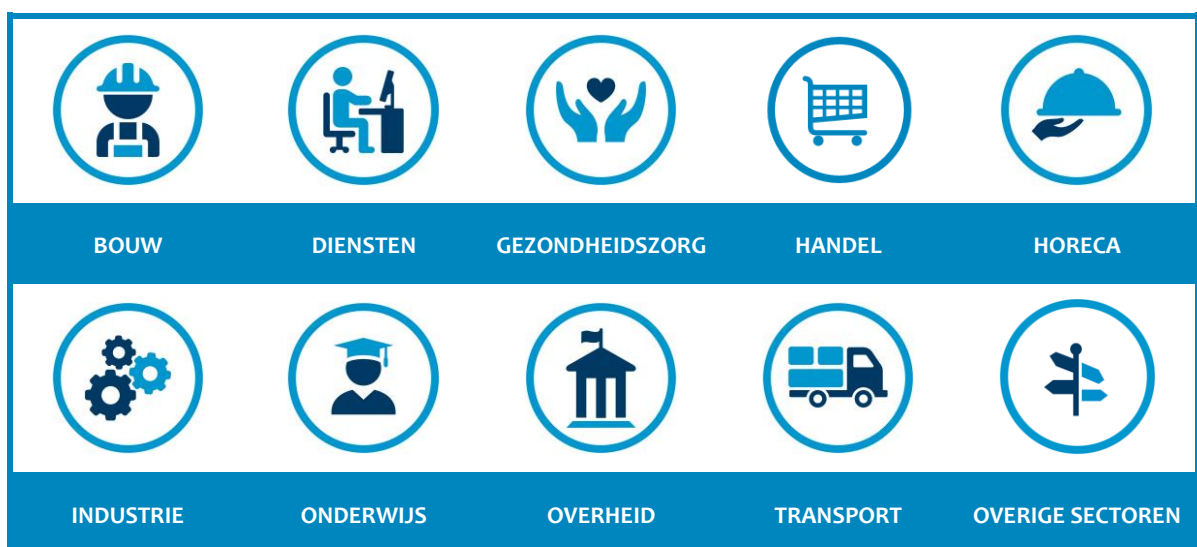 BOUW DIENSTEN GEZONDHEIDSZORG HANDEL HORECA
INDUSTRIE ONDERWIJS OVERHEID TRANSPORT OVERIGE SECTOREN